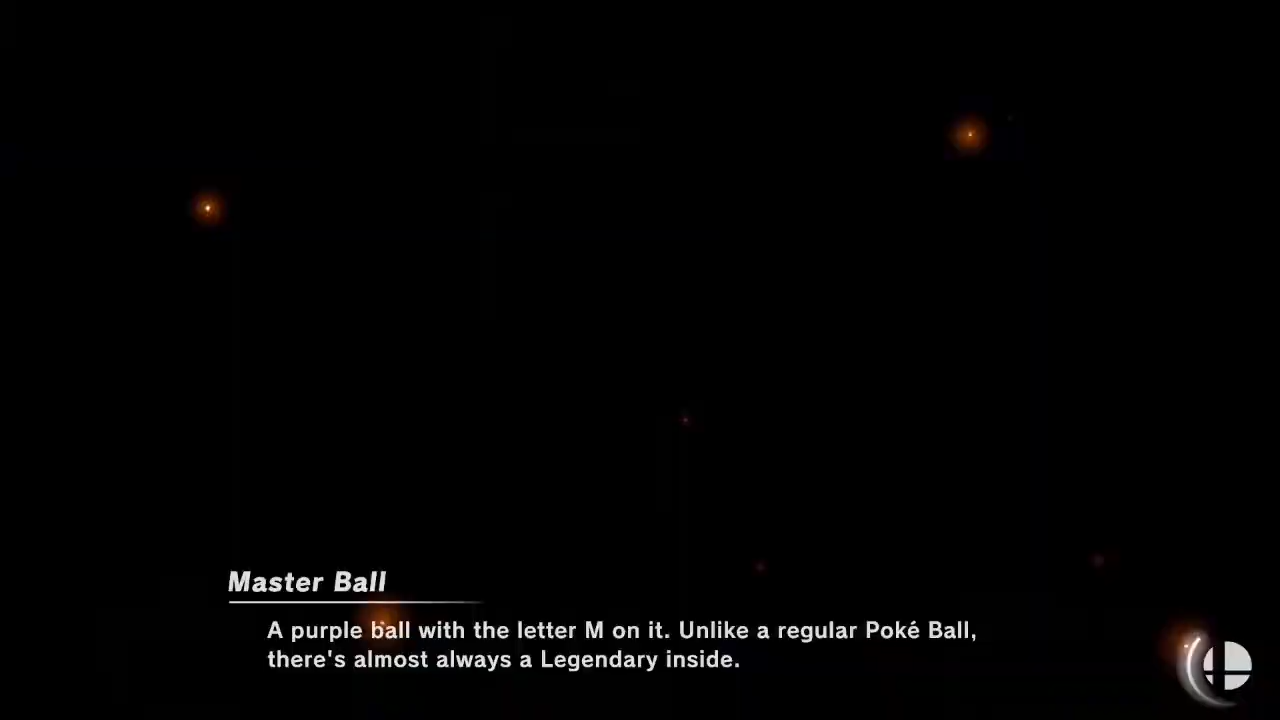 Master Ball
A purple ball with the letter M on it. Unlike a regular Poké Ball,
there's almost always a Legendary inside.